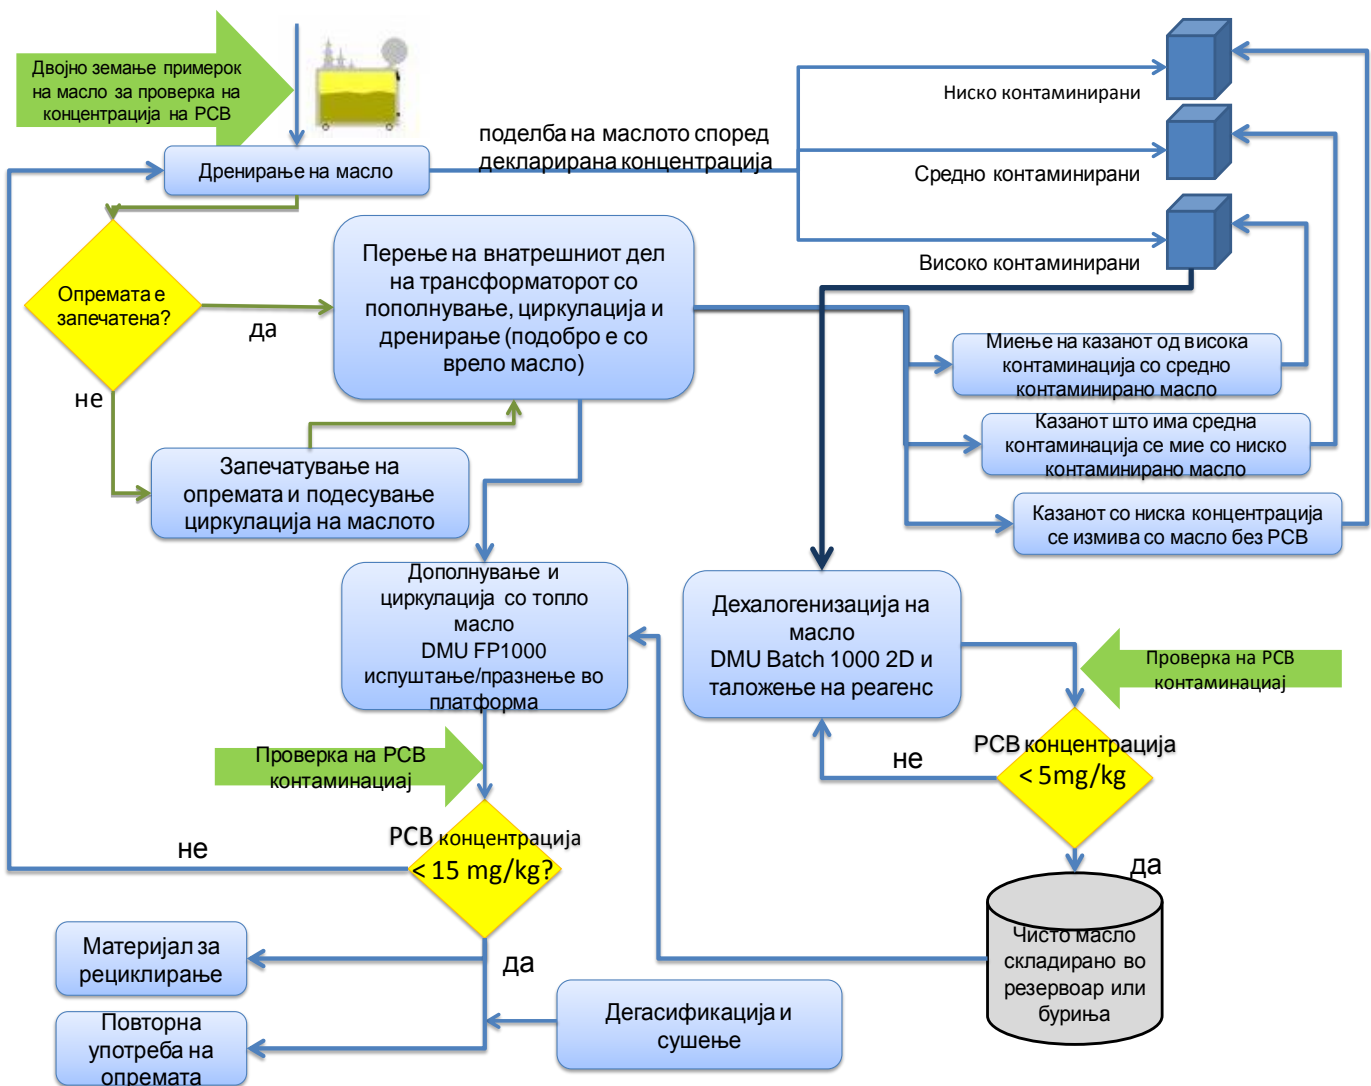 Двојно земање примерок
на масло за проверка на
концентрација на PCB
Дренирање на масло
поделба на маслото според
декларирана концентрација
Ниско контаминирани
Средно контаминирани
Високо контаминирани
Опремата е
запечатена?
да
не
Перење на внатрешниот дел
на трансформаторот со
пополнување, циркулација и
дренирање (подобро е со
врело масло)
Миење на казанот од висока
контаминација со средно
контаминирано масло
Казанот што има средна
контаминација се мие со ниско
контаминирано масло
Казанот со ниска концентрација
се измива со масло без PCB
Запечатување на
опремата и подесување
циркулација на маслото
Дополнување и
циркулација со топло
масло
DMU FP1000
испуштање/празнење во
платформа
Дехалогенизација на
масло
DMU Batch 1000 2D и
таложење на реагенс
Проверка на PCB
контаминациај
PCB концентрација
< 5mg/kg
не
да
Проверка на PCB
контаминациај
PCB концентрација
< 15 mg/kg?
не
да
Чисто масло
складирано во
резервоар или
буриња
Материјал за
рециклирање
Повторна
употреба на
опремата
Дегасификација и
сушење